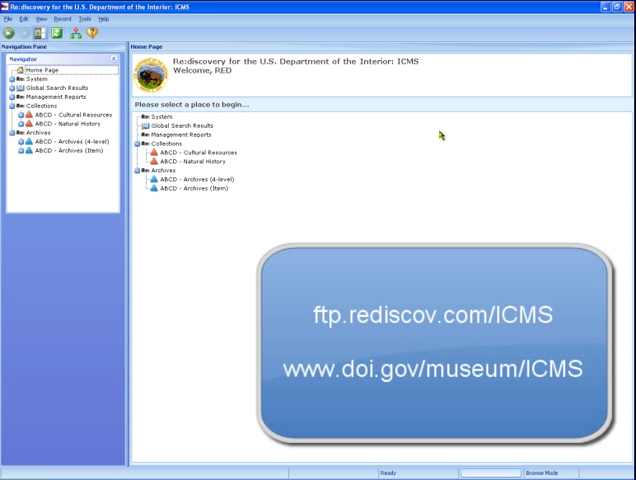 Re:discovery for the U.S. Department of the Interior: ICMS
File Edit View Record Tools Help
Navigation Pane
Navigator
Home Page
Re: System
Global Search Results
Re: Management Reports
Re: Collections
ABCD - Cultural Resources
ABCD - Natural History
Re: Archives
ABCD - Archives (4-level)
ABCD - Archives (Item)
Home Page
Re:discovery for the U.S. Department of the Interior: ICMS
Welcome, RED
Please select a place to begin...
Re: System
Global Search Results
Re: Management Reports
Re: Collections
ABCD - Cultural Resources
ABCD - Natural History
Re: Archives
ABCD - Archives (4-level)
ABCD - Archives (Item)
ftp.rediscov.com/ICMS
www.doi.gov/museum/ICMS
Ready
Browse Mode